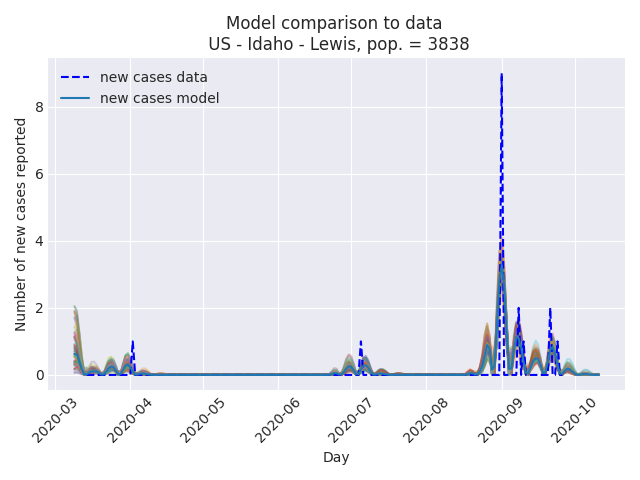 Model comparison to data
US - Idaho - Lewis, pop. = 3838
new cases data
new cases model
Number of new cases reported
8
6
4
2
0
2020-03
2020-04
2020-05
2020-06
2020-07
2020-08
2020-09
2020-10
Day